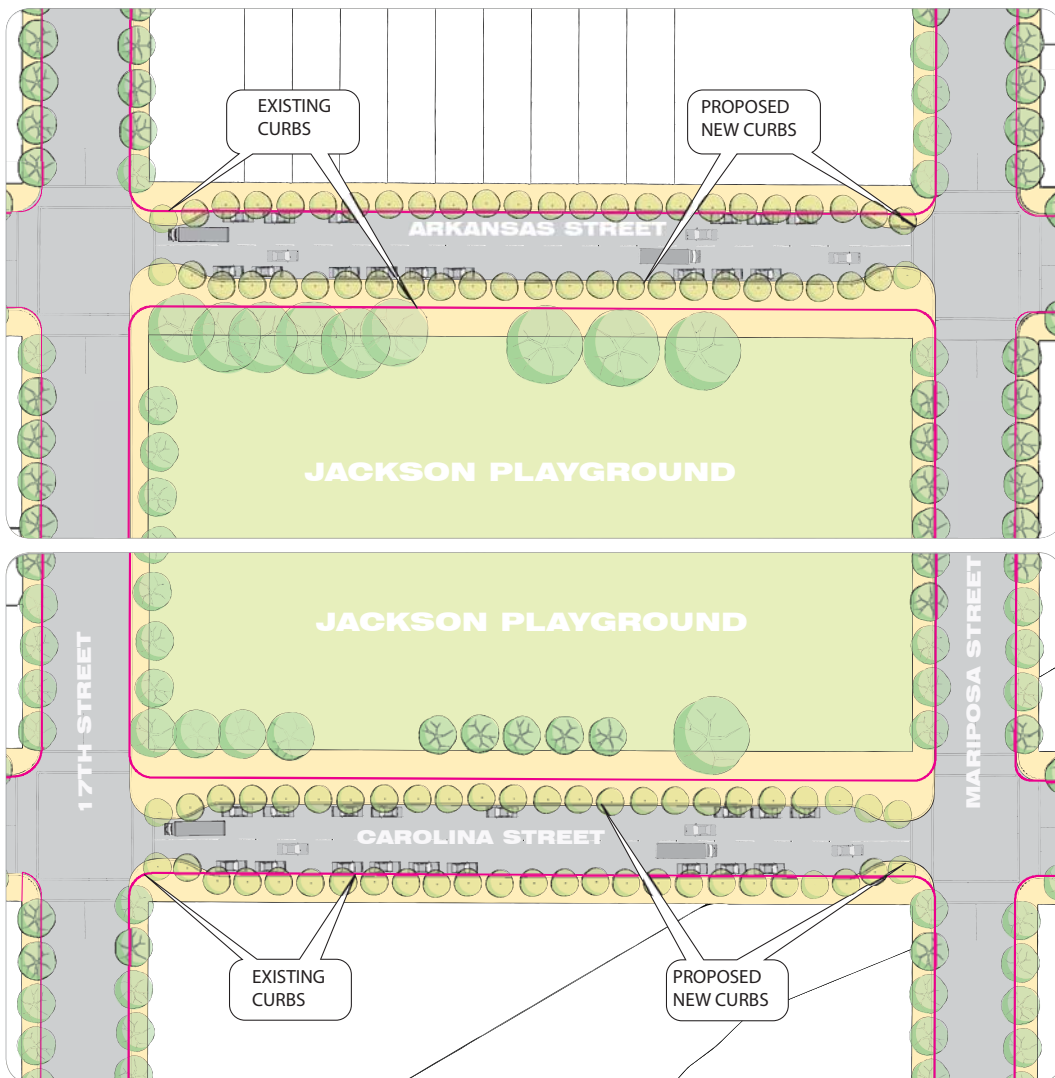 EXISTING
CURBS
PROPOSED
NEW CURBS
ARKANSAS STREET
JACKSON PLAYGROUND
JACKSON PLAYGROUND
17TH STREET
MARIPOSA STREET
CAROLINA STREET
EXISTING
CURBS
PROPOSED
NEW CURBS